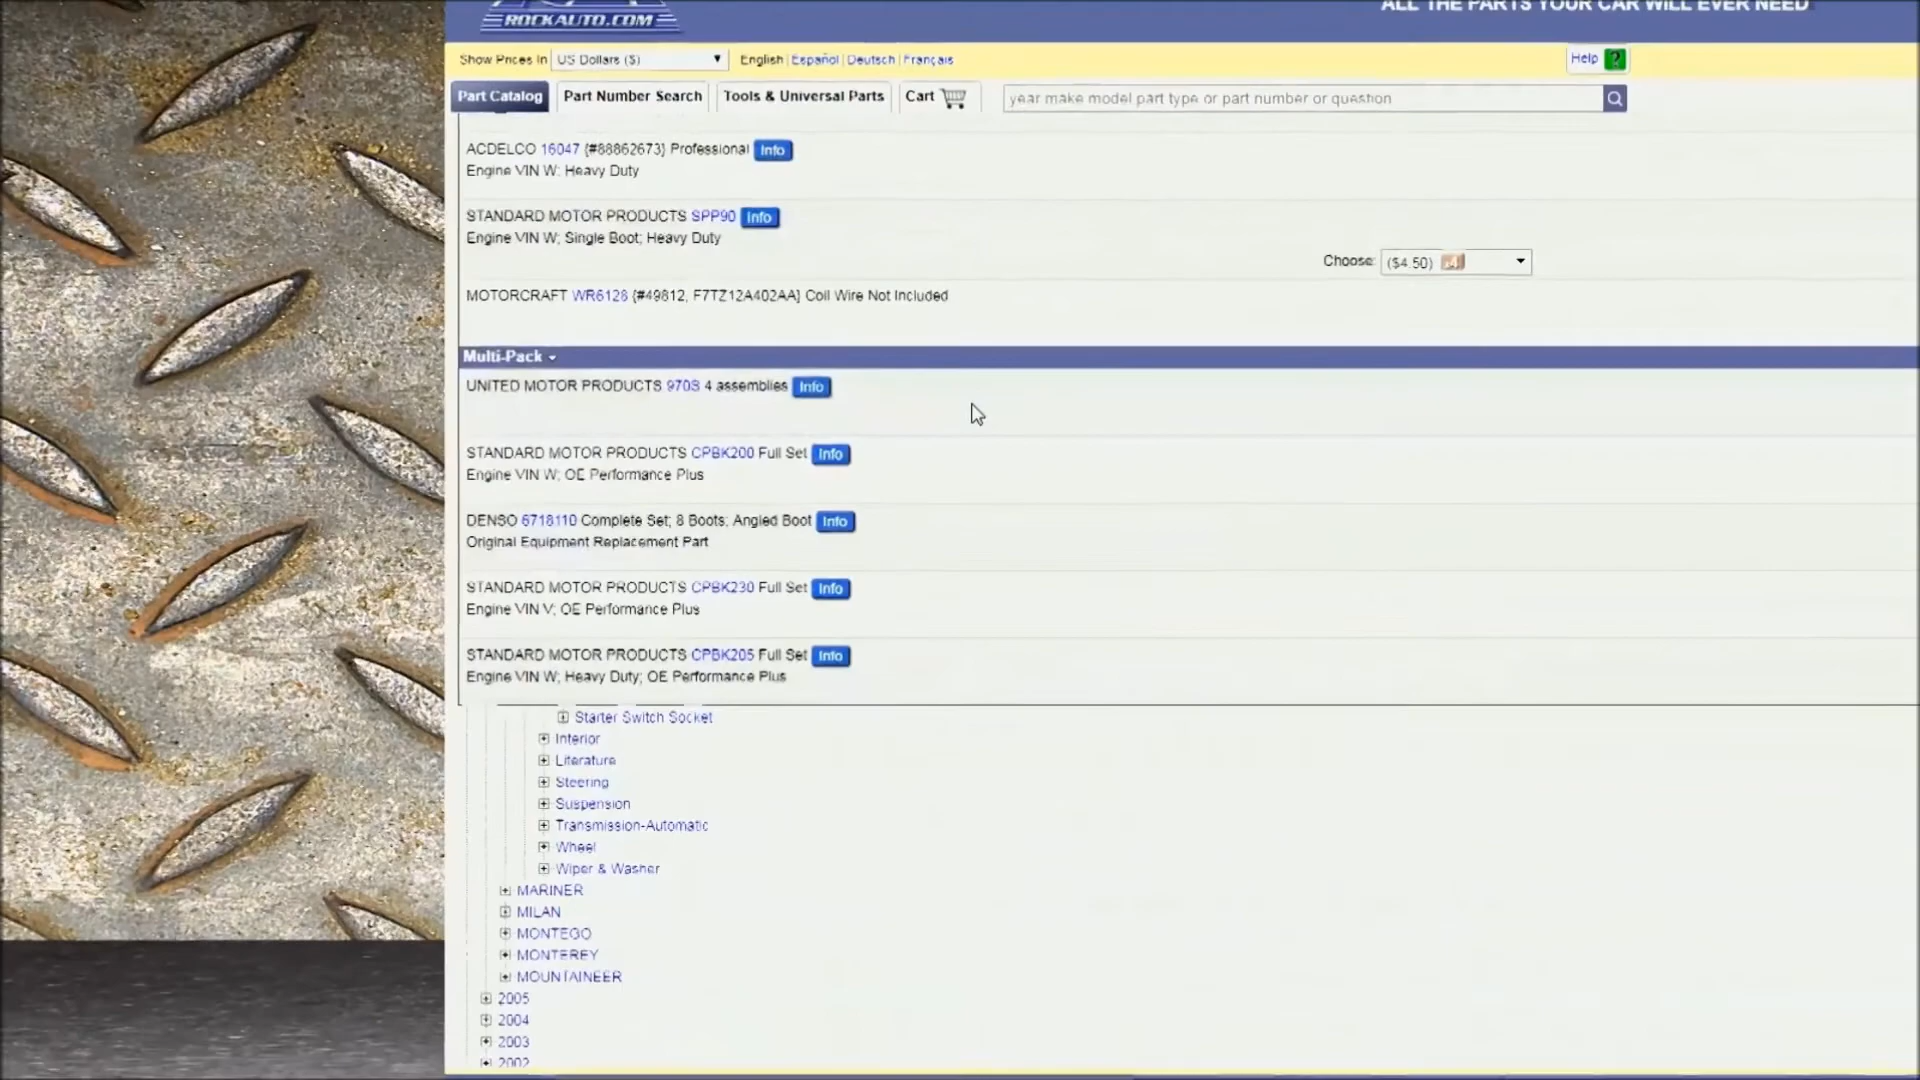 ROCKAUTO.COM
ALL THE PARTS YOUR CAR WILL EVER NEED
Show Prices In US Dollars ($) English | Español | Deutsch | Français Help ?
Part Catalog Part Number Search Tools & Universal Parts Cart year make model part type or part number or question
ACDELCO 16047 {#88862673} Professional Info
Engine VIN W; Heavy Duty
STANDARD MOTOR PRODUCTS SPP90 Info
Engine VIN W; Single Boot; Heavy Duty
Choose: ($4.50) x4
MOTORCRAFT WR6128 {#49812, F7TZ12A402AA} Coil Wire Not Included
Multi-Pack
UNITED MOTOR PRODUCTS 970S 4 assemblies Info
STANDARD MOTOR PRODUCTS CPBK200 Full Set Info
Engine VIN W; OE Performance Plus
DENSO 6718110 Complete Set; 8 Boots; Angled Boot Info
Original Equipment Replacement Part
STANDARD MOTOR PRODUCTS CPBK230 Full Set Info
Engine VIN V; OE Performance Plus
STANDARD MOTOR PRODUCTS CPBK205 Full Set Info
Engine VIN W; Heavy Duty; OE Performance Plus
Starter Switch Socket
Interior
Literature
Steering
Suspension
Transmission-Automatic
Wheel
Wiper & Washer
MARINER
MILAN
MONTEGO
MONTEREY
MOUNTAINEER
2005
2004
2003
2002